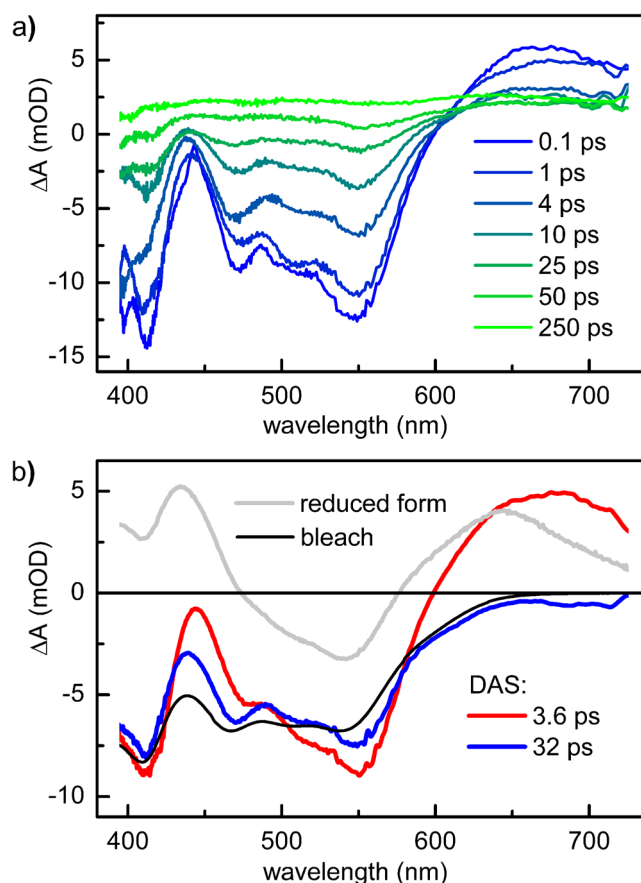 a)
ΔA (mOD)
5
0
-5
-10
-15
0.1 ps
1 ps
4 ps
10 ps
25 ps
50 ps
250 ps
400 500 600 700
wavelength (nm)
b)
ΔA (mOD)
5
0
-5
-10
reduced form
bleach
DAS:
3.6 ps
32 ps
400 500 600 700
wavelength (nm)